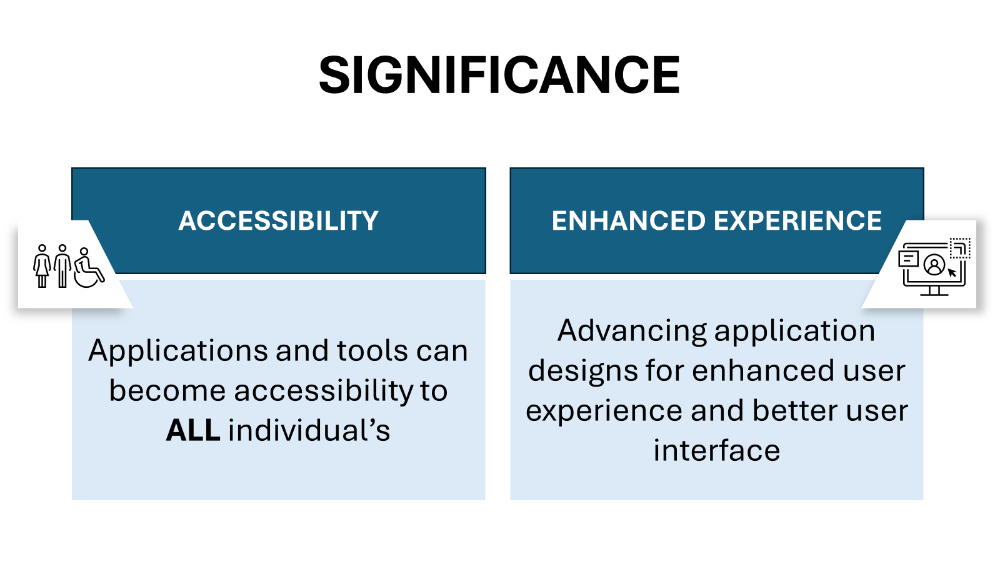 SIGNIFICANCE
ACCESSIBILITY
Applications and tools can
become accessibility to
ALL individual’s
ENHANCED EXPERIENCE
Advancing application
designs for enhanced user
experience and better user
interface